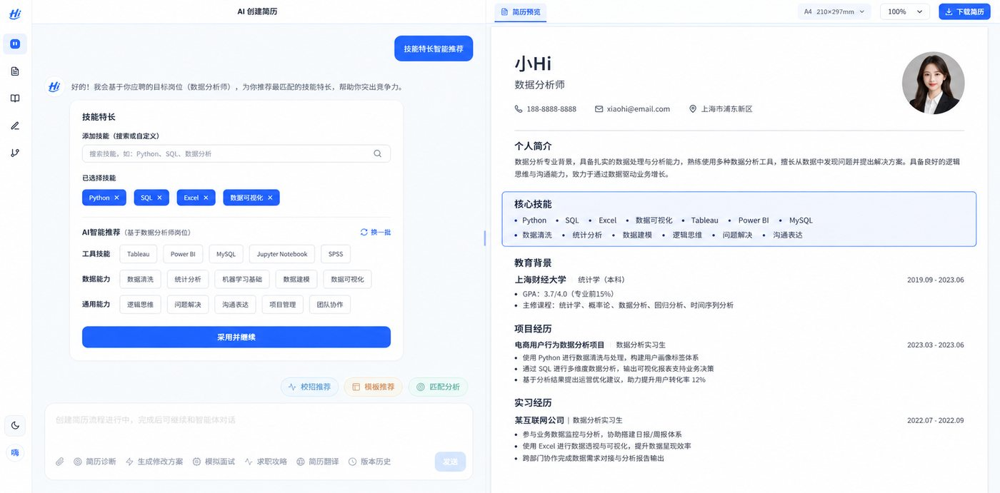 Hi
AI 创建简历
技能特长智能推荐
Hi
好的！我会基于你应聘的目标岗位（数据分析师），为你推荐最匹配的技能特长，帮助你突出竞争力。
技能特长
添加技能（搜索或自定义）
搜索技能，如：Python、SQL、数据分析
已选择技能
Python × SQL × Excel × 数据可视化 ×
AI智能推荐（基于数据分析师岗位） 换一批
工具技能 Tableau Power BI MySQL Jupyter Notebook SPSS
数据能力 数据清洗 统计分析 机器学习基础 数据建模 数据可视化
通用能力 逻辑思维 问题解决 沟通表达 项目管理 团队协作
采用并继续
校招推荐 模板推荐 匹配分析
创建简历流程进行中，完成后可继续和智能体对话
简历诊断 生成修改方案 模拟面试 求职攻略 简历翻译 版本历史 发送
嗨
简历预览 A4 210×297mm 100% 下载简历
小Hi
数据分析师
188-8888-8888 xiaohi@email.com 上海市浦东新区
个人简介
数据分析专业背景，具备扎实的数据处理与分析能力，熟练使用多种数据分析工具，擅长从数据中发现问题并提出解决方案。具备良好的逻辑
思维与沟通能力，致力于通过数据驱动业务增长。
核心技能
• Python • SQL • Excel • 数据可视化 • Tableau • Power BI • MySQL
• 数据清洗 • 统计分析 • 数据建模 • 逻辑思维 • 问题解决 • 沟通表达
教育背景
上海财经大学 | 统计学（本科） 2019.09 - 2023.06
• GPA：3.7/4.0（专业前15%）
• 主修课程：统计学、概率论、数据分析、回归分析、时间序列分析
项目经历
电商用户行为数据分析项目 | 数据分析实习生 2023.03 - 2023.06
• 使用 Python 进行数据清洗与处理，构建用户画像标签体系
• 通过 SQL 进行多维度数据分析，输出可视化报表支持业务决策
• 基于分析结果提出运营优化建议，助力提升用户转化率 12%
实习经历
某互联网公司 | 数据分析实习生 2022.07 - 2022.09
• 参与业务数据监控与分析，协助搭建日报/周报体系
• 使用 Excel 进行数据透视与可视化，提升数据呈现效率
• 跨部门协作完成数据需求对接与分析报告输出